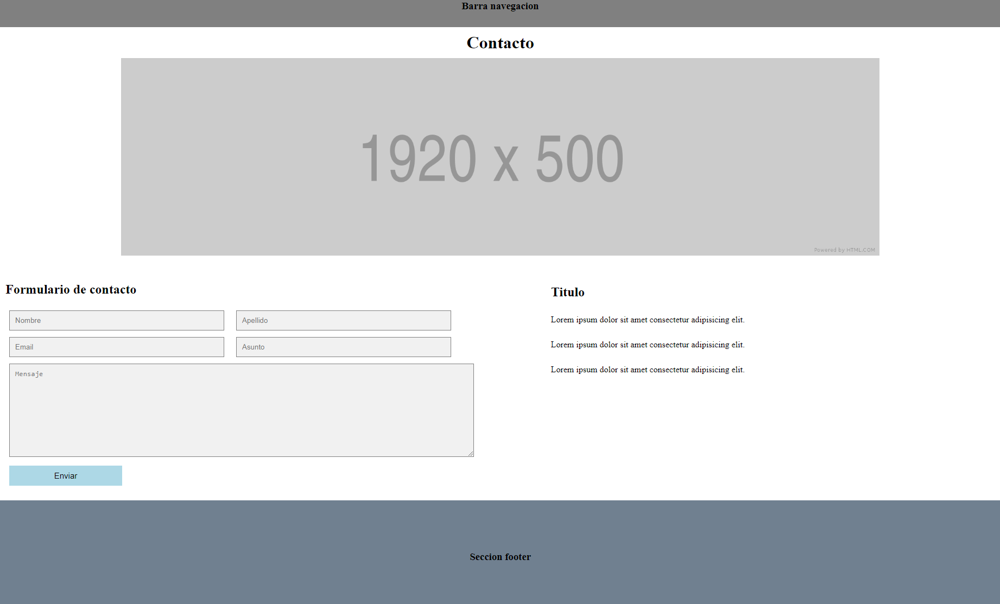 Barra navegacion
Contacto
1920 x 500
Powered by HTML.COM
Formulario de contacto
Nombre
Apellido
Email
Asunto
Mensaje
Enviar
Titulo
Lorem ipsum dolor sit amet consectetur adipisicing elit.
Lorem ipsum dolor sit amet consectetur adipisicing elit.
Lorem ipsum dolor sit amet consectetur adipisicing elit.
Seccion footer